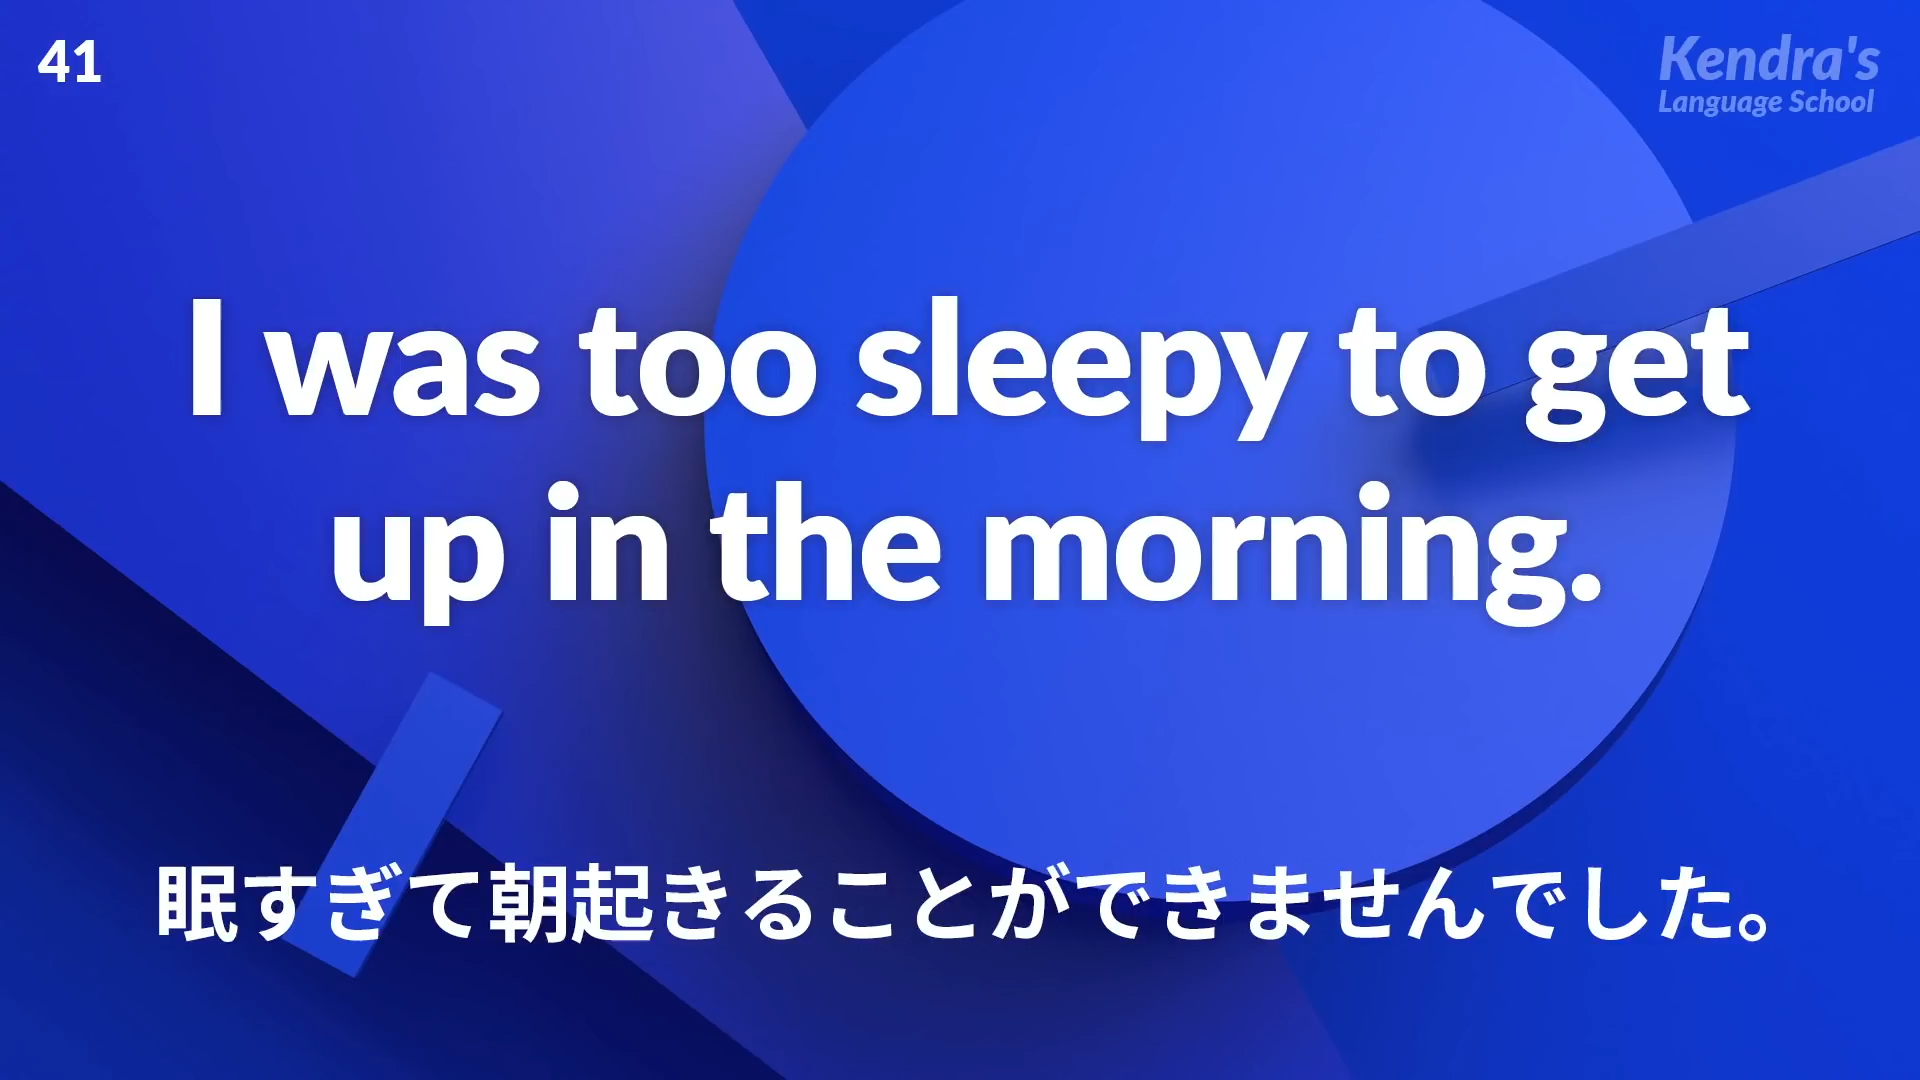 41
Kendra's
Language School
I was too sleepy to get
up in the morning.
眠すぎて朝起きることができませんでした。